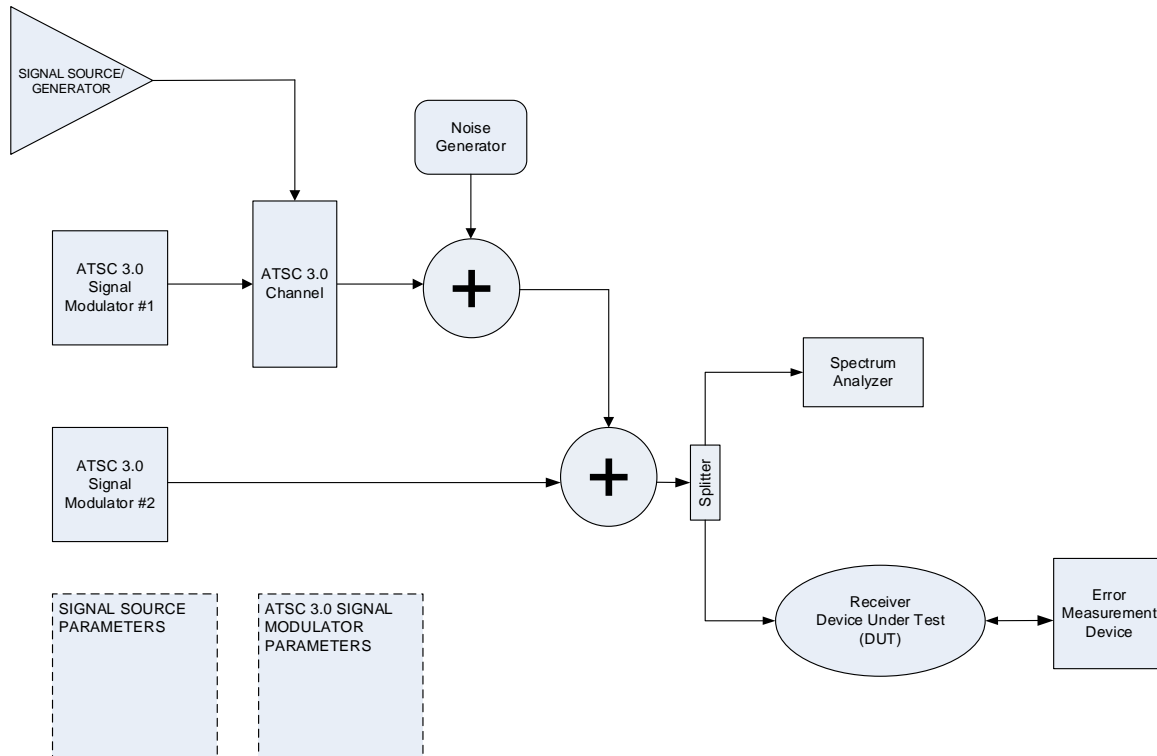 SIGNAL SOURCE/
GENERATOR
Noise
Generator
ATSC 3.0
Signal
Modulator #1
ATSC 3.0
Channel
+
Spectrum
Analyzer
ATSC 3.0
Signal
Modulator #2
+
Splitter
SIGNAL SOURCE
PARAMETERS
ATSC 3.0 SIGNAL
MODULATOR
PARAMETERS
Receiver
Device Under Test
(DUT)
Error
Measurement
Device